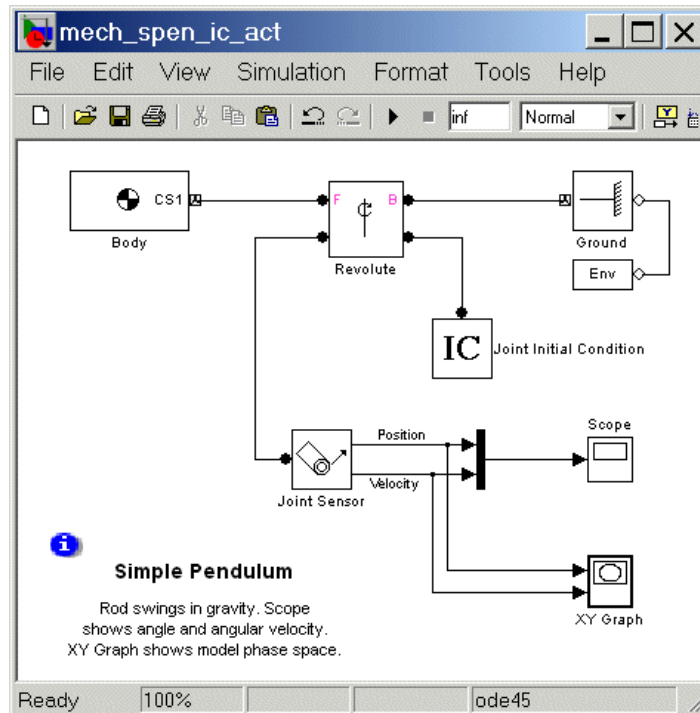 mech_spen_ic_act
File Edit View Simulation Format Tools Help
inf Normal
CS1
Body
F B
Revolute
Ground
Env
IC
Joint Initial Condition
Position
Velocity
Joint Sensor
Scope
XY Graph
Simple Pendulum
Rod swings in gravity. Scope
shows angle and angular velocity.
XY Graph shows model phase space.
Ready 100% ode45